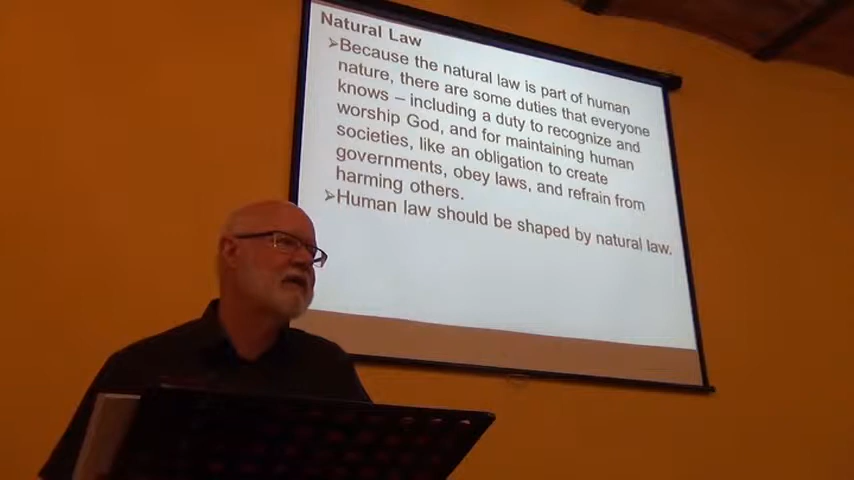 Natural Law
➢Because the natural law is part of human
nature, there are some duties that everyone
knows – including a duty to recognize and
worship God, and for maintaining human
societies, like an obligation to create
governments, obey laws, and refrain from
harming others.
➢Human law should be shaped by natural law.